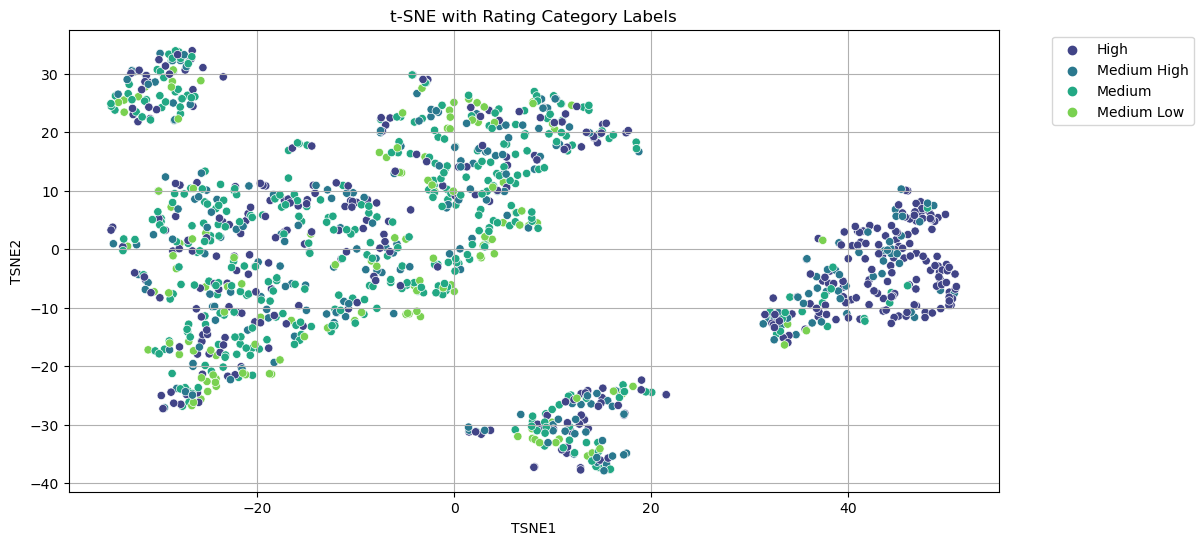 t-SNE with Rating Category Labels
High
Medium High
Medium
Medium Low
30
20
10
0
−10
−20
−30
−40
TSNE2
−20
0
20
40
TSNE1